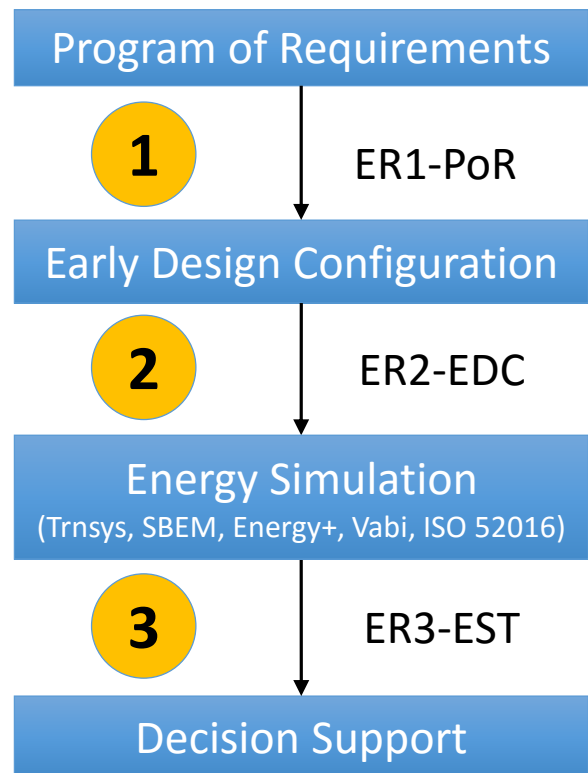 Program of Requirements
1
ER1-PoR
Early Design Configuration
2
ER2-EDC
Energy Simulation
(Trnsys, SBEM, Energy+, Vabi, ISO 52016)
3
ER3-EST
Decision Support